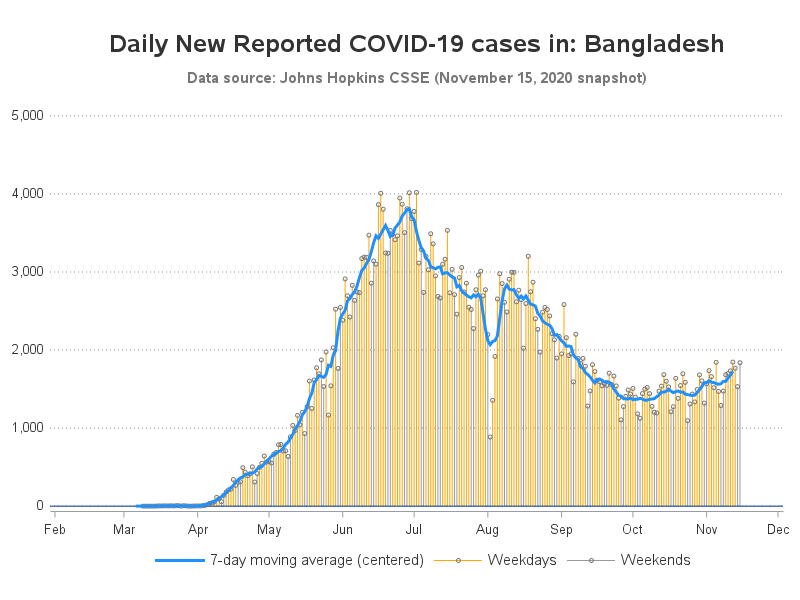 Daily New Reported COVID-19 cases in: Bangladesh
Data source: Johns Hopkins CSSE (November 15, 2020 snapshot)
5,000
4,000
3,000
2,000
1,000
0
Feb Mar Apr May Jun Jul Aug Sep Oct Nov Dec
7-day moving average (centered) Weekdays Weekends